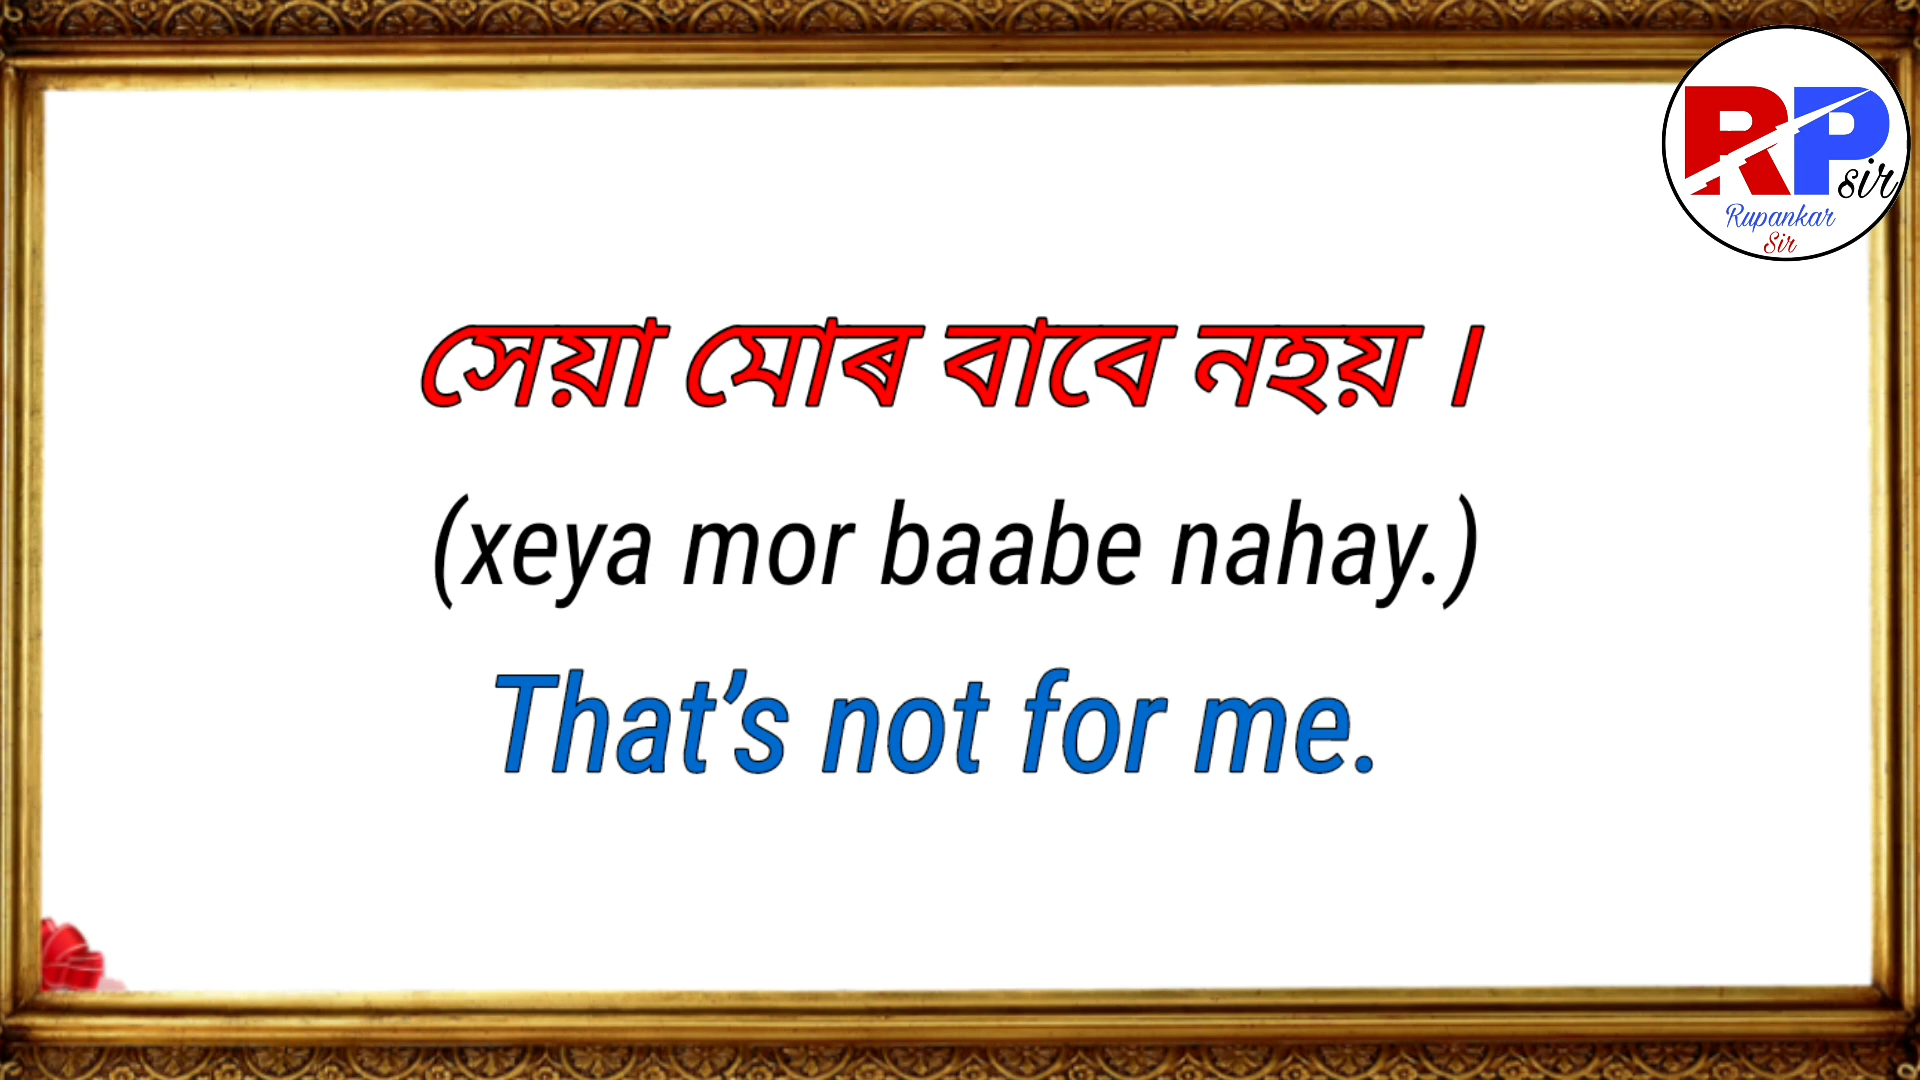 RP sir
Rupankar
Sir
সেয়া মোৰ বাবে নহয় ।
(xeya mor baabe nahay.)
That’s not for me.